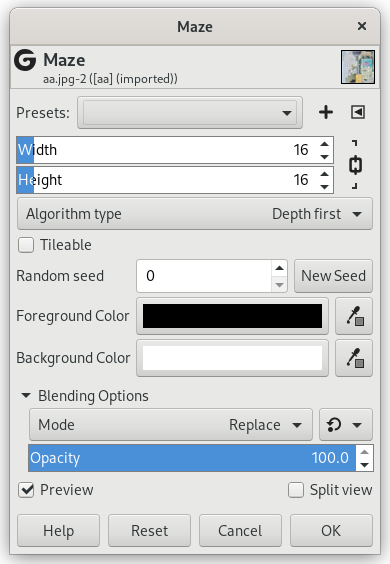 Maze
Maze
aa.jpg-2 ([aa] (imported))
Presets:
Width 16
Height 16
Algorithm type Depth first
Tileable
Random seed 0 New Seed
Foreground Color
Background Color
Blending Options
Mode Replace
Opacity 100.0
Preview Split view
Help Reset Cancel OK